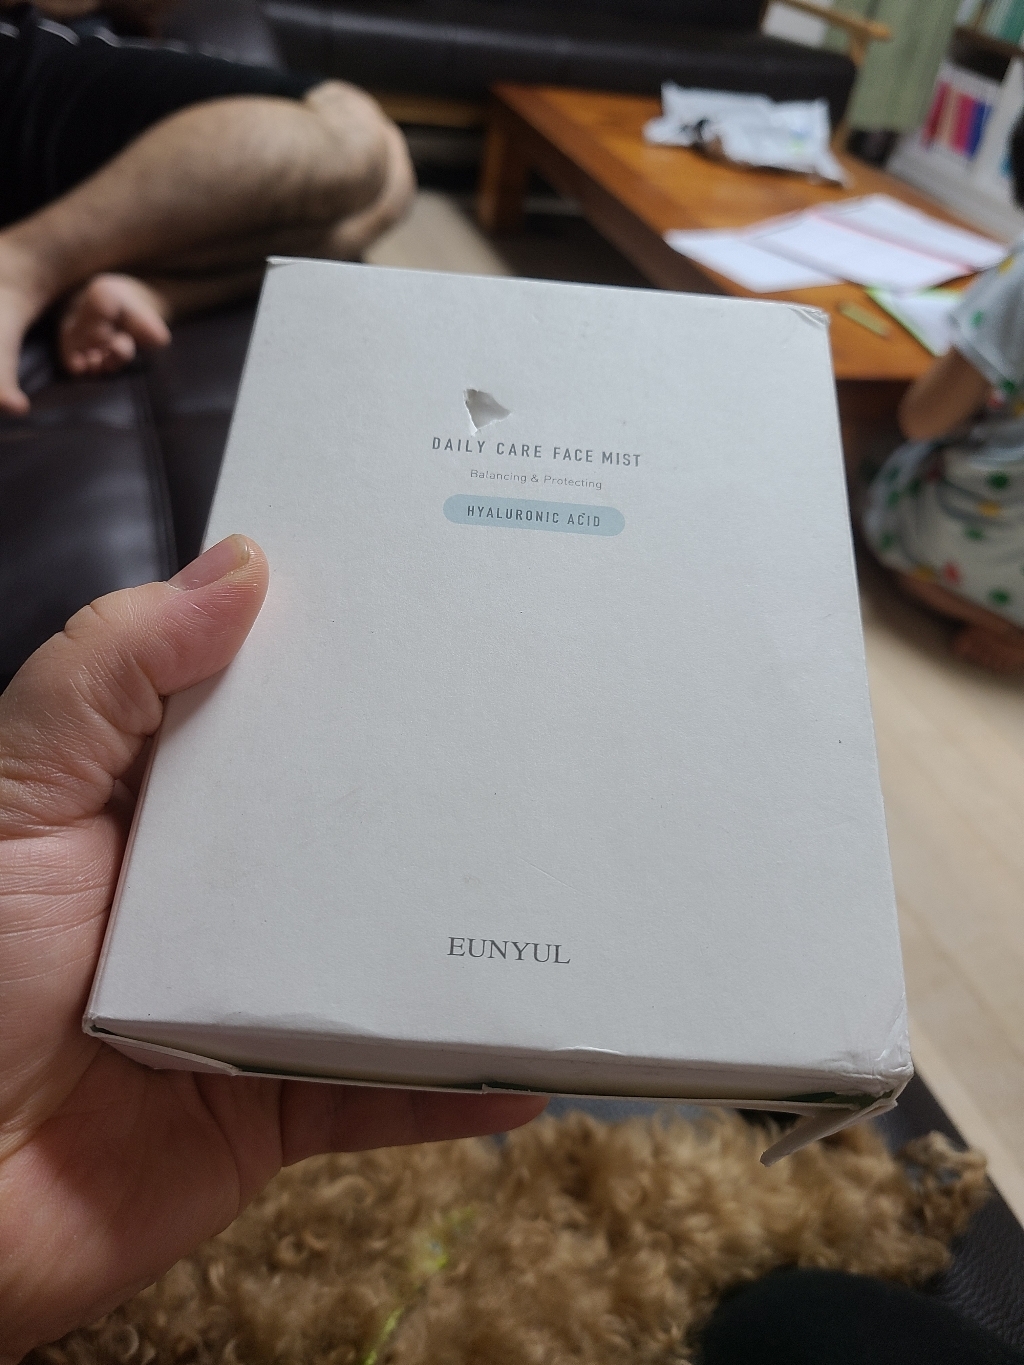 DAILY CARE FACE MIST
Balancing & Protecting
HYALURONIC ACID
EUNYUL